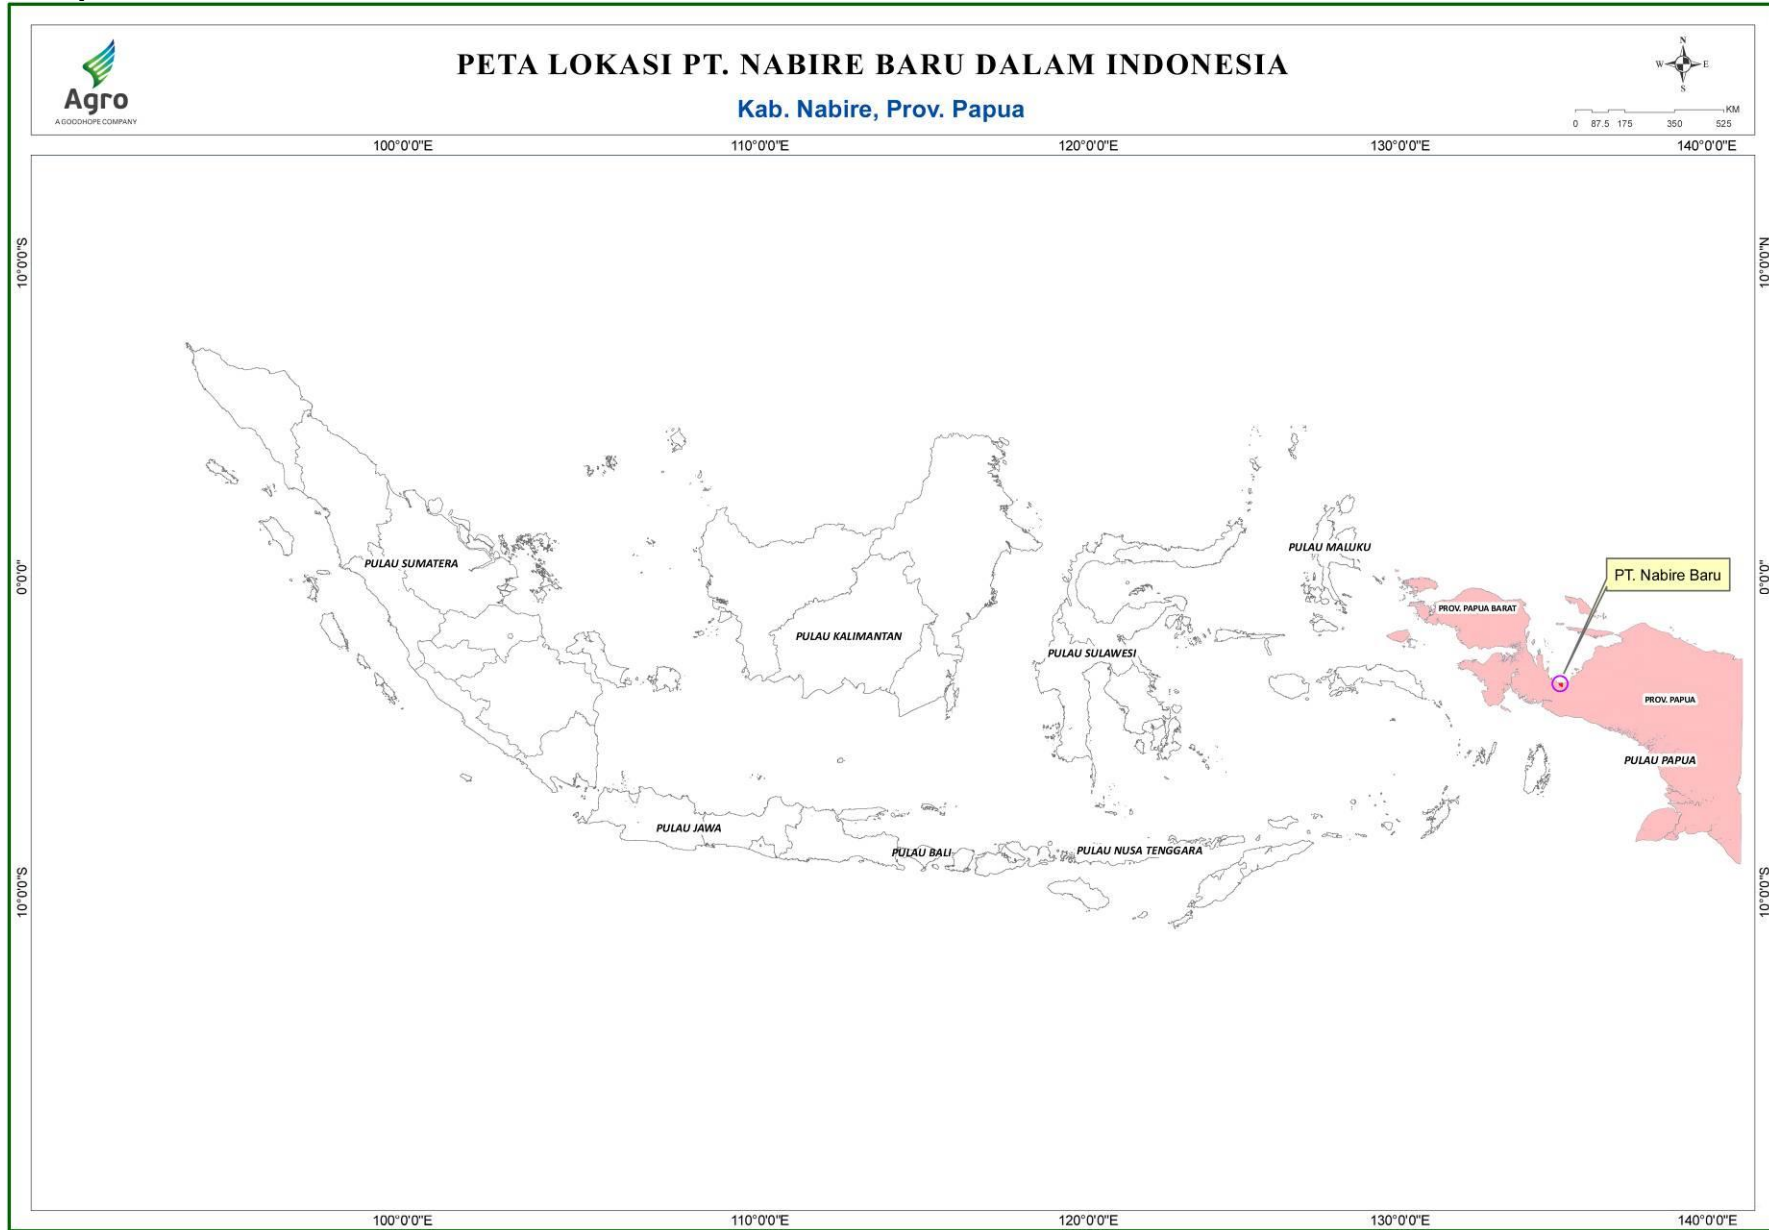 Agro
A GOODHOPE COMPANY
PETA LOKASI PT. NABIRE BARU DALAM INDONESIA
Kab. Nabire, Prov. Papua
N
W E
S
KM
0 87.5 175 350 525
100°0'0"E 110°0'0"E 120°0'0"E 130°0'0"E 140°0'0"E
10°0'0"S
10°0'0"N
PULAU MALUKU
PULAU SUMATERA
0°0'0"
PT. Nabire Baru
0°0'0"
PROV. PAPUA BARAT
PULAU KALIMANTAN
PULAU SULAWESI
PROV. PAPUA
PULAU PAPUA
PULAU JAWA
PULAU BALI
PULAU NUSA TENGGARA
10°0'0"S
10°0'0"S
100°0'0"E 110°0'0"E 120°0'0"E 130°0'0"E 140°0'0"E